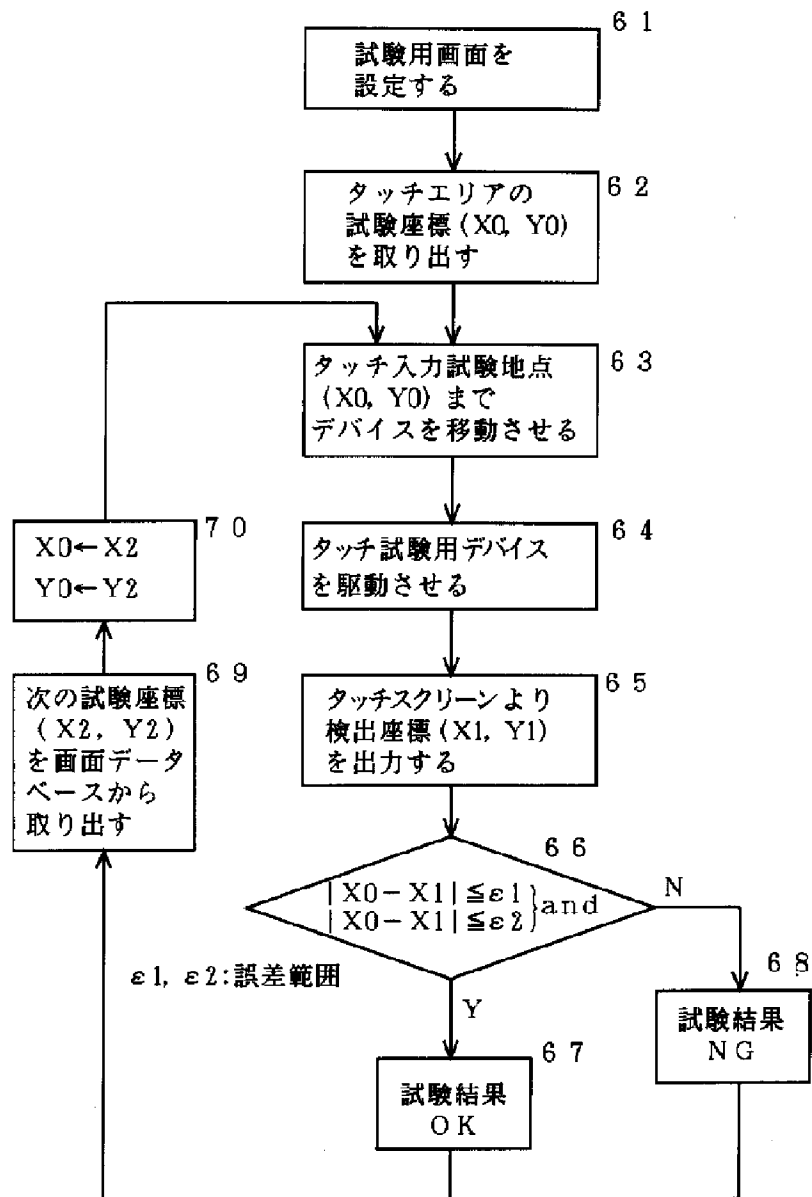 61
試験用画面を
設定する
62
タッチエリアの
試験座標(X0, Y0)
を取り出す
63
タッチ入力試験地点
(X0, Y0)まで
デバイスを移動させる
70
X0←X2
Y0←Y2
64
タッチ試験用デバイス
を駆動させる
69
次の試験座標
(X2, Y2)
を画面データ
ベースから
取り出す
65
タッチスクリーンより
検出座標(X1, Y1)
を出力する
66
|X0-X1|≦ε1
|X0-X1|≦ε2}and
N
ε1, ε2:誤差範囲
Y
68
試験結果
NG
67
試験結果
OK